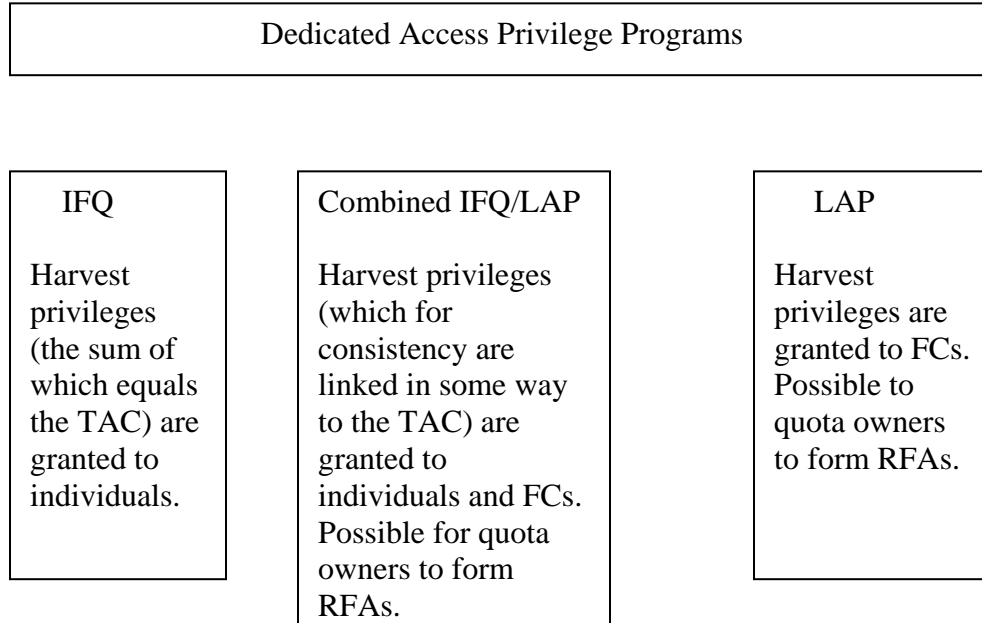 Dedicated Access Privilege Programs
IFQ
Harvest
privileges
(the sum of
which equals
the TAC) are
granted to
individuals.
Combined IFQ/LAP
Harvest privileges
(which for
consistency are
linked in some way
to the TAC) are
granted to
individuals and FCs.
Possible for quota
owners to form
RFAs.
LAP
Harvest
privileges are
granted to FCs.
Possible to
quota owners
to form RFAs.